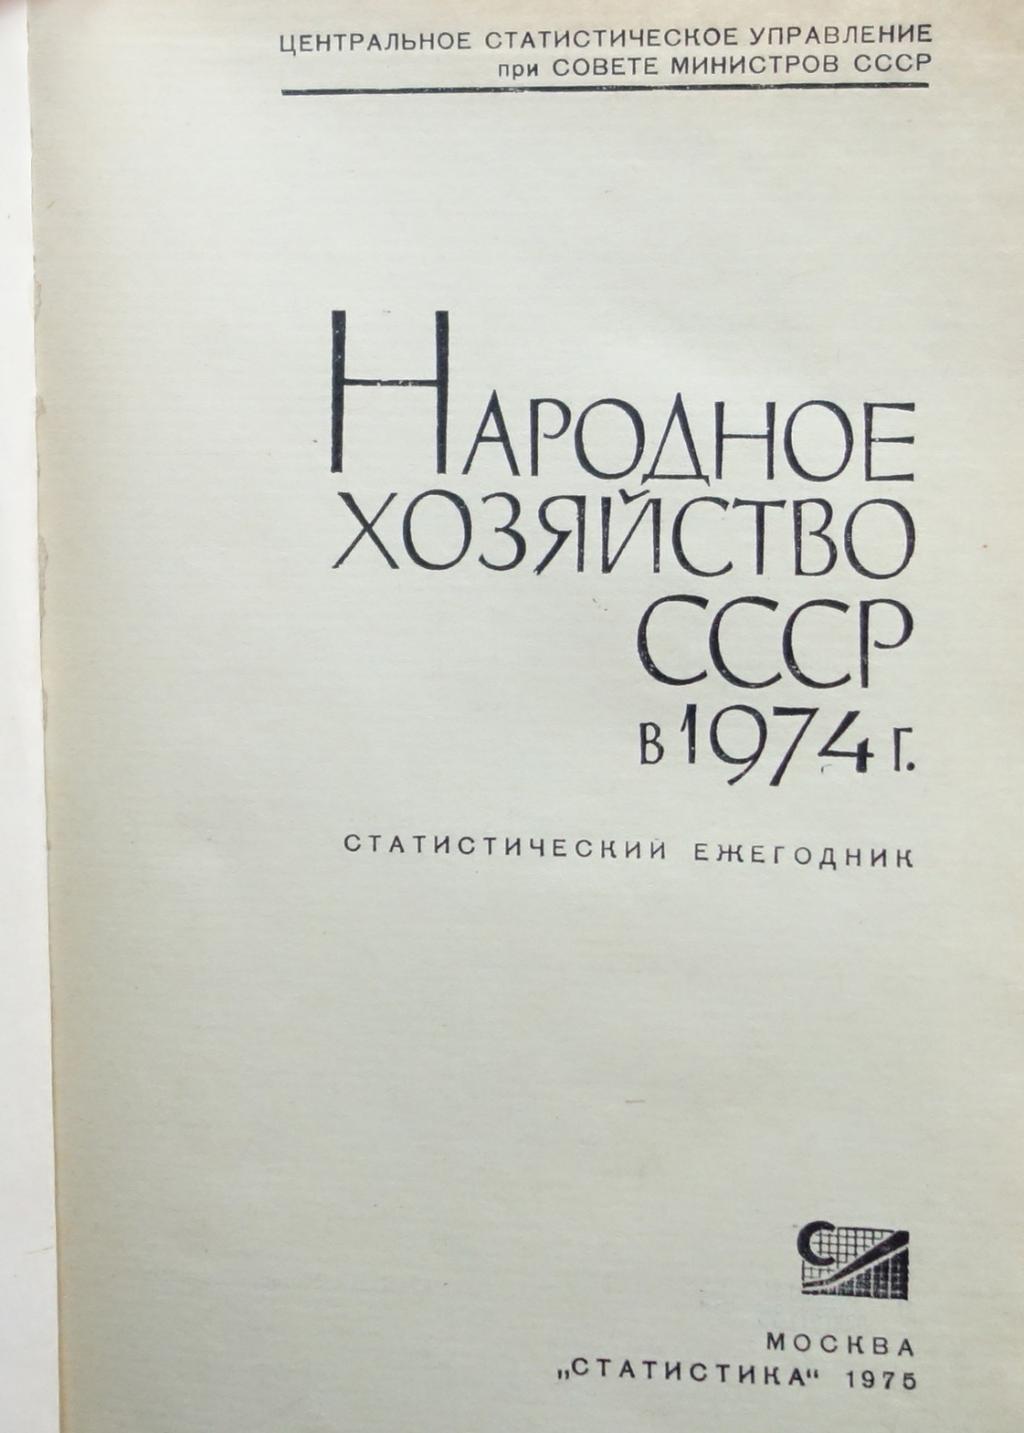 ЦЕНТРАЛЬНОЕ СТАТИСТИЧЕСКОЕ УПРАВЛЕНИЕ
при СОВЕТЕ МИНИСТРОВ СССР
НАРОДНОЕ
ХОЗЯЙСТВО
СССР
В 1974 Г.
СТАТИСТИЧЕСКИЙ ЕЖЕГОДНИК
С
МОСКВА
„СТАТИСТИКА“ 1975